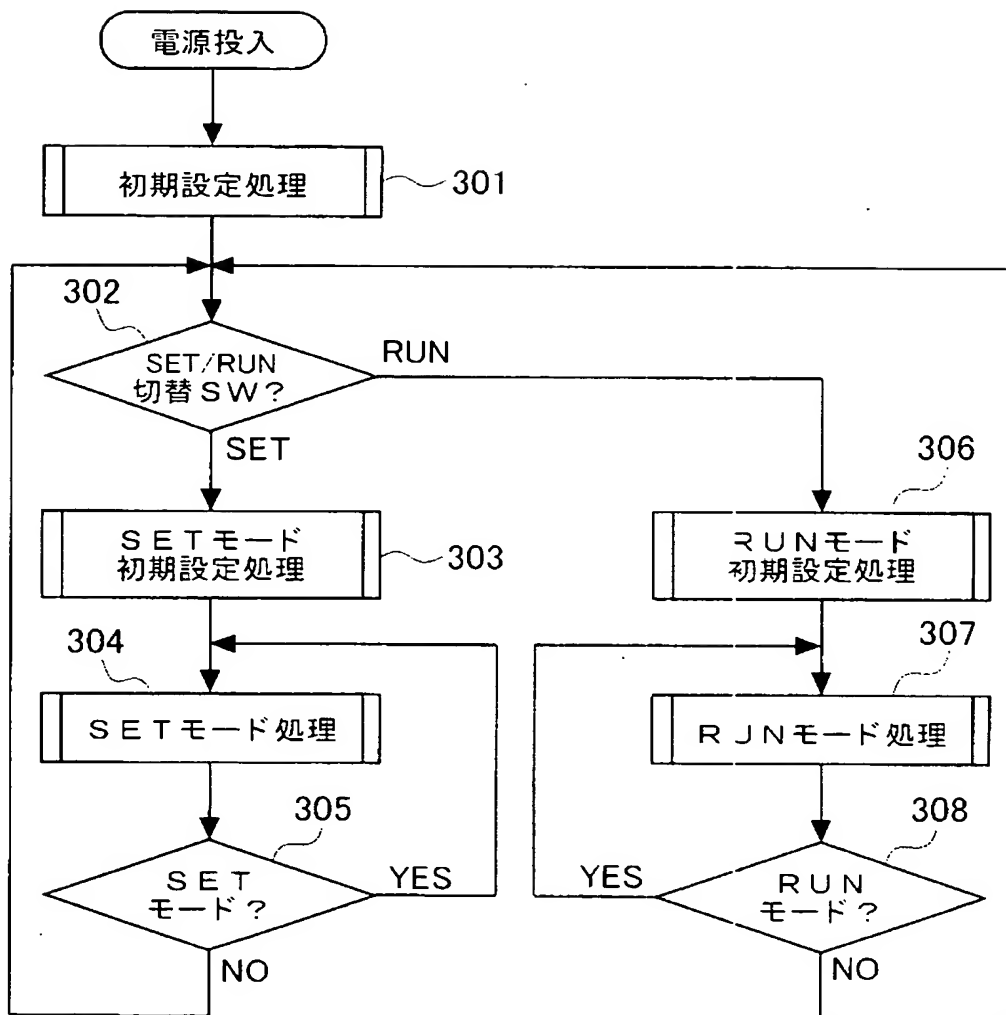 電源投入
初期設定処理
301
302
SET/RUN
切替SW?
RUN
SET
SETモード
初期設定処理
303
306
RUNモード
初期設定処理
304
SETモード処理
307
RJNモード処理
305
SET
モード?
YES
NO
308
YES
RUN
モード?
NO